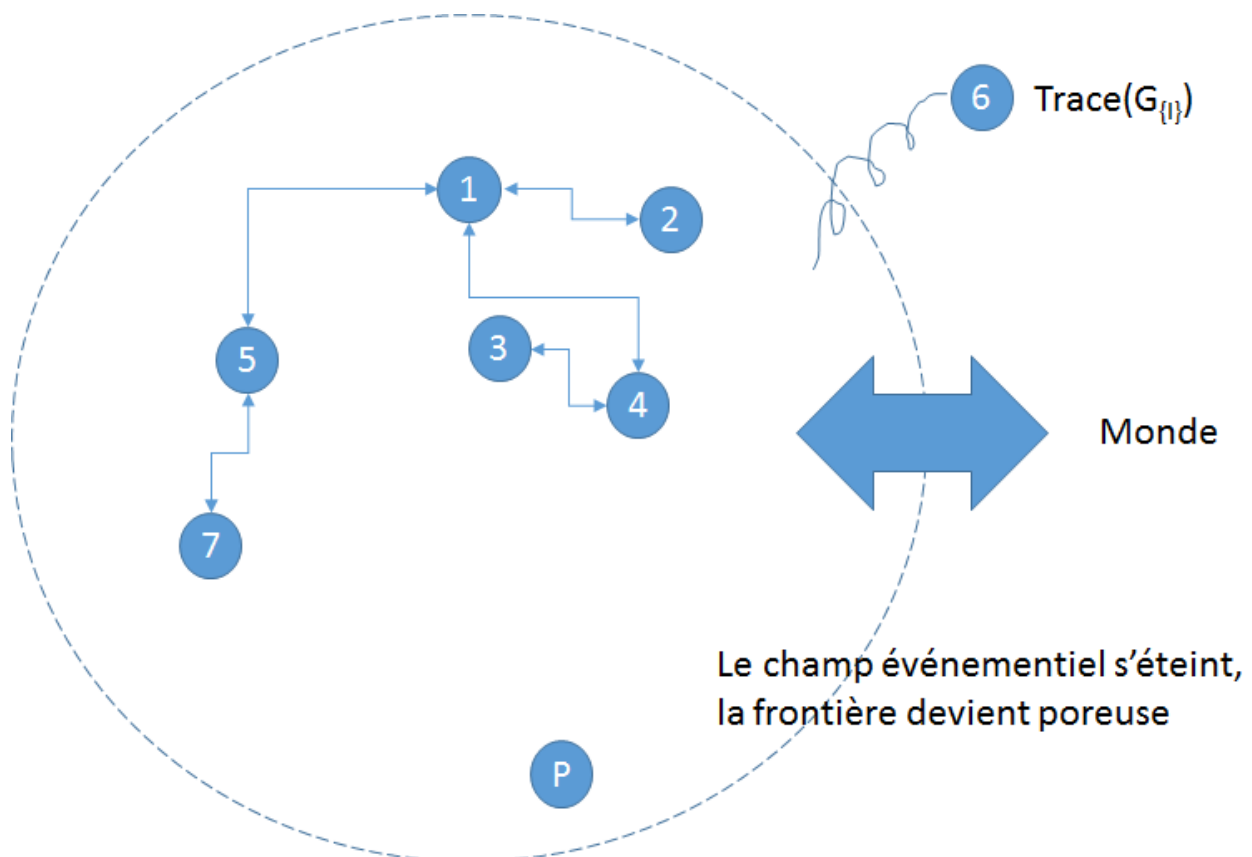 6 Trace(G{I})
1
2
3
5
4
Monde
7
Le champ événementiel s’éteint,
la frontière devient poreuse
P